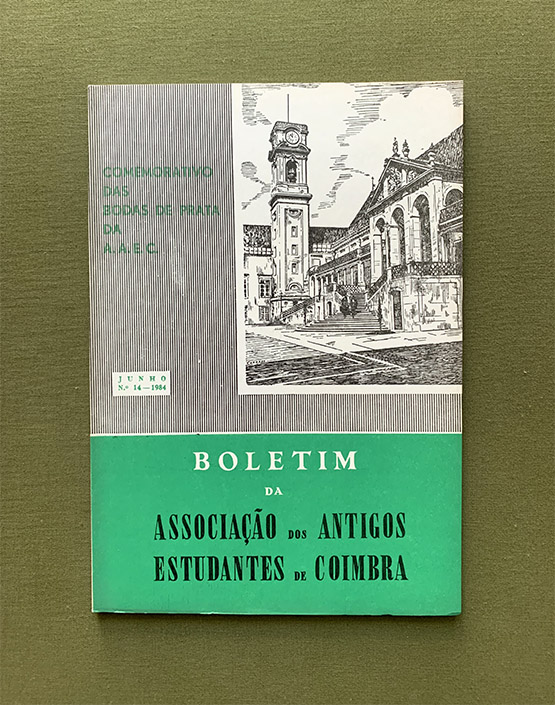 COMEMORATIVO
DAS
BODAS DE PRATA
DA
A. A. E. C.
JUNHO
N.º 14 — 1984
BOLETIM
DA
ASSOCIAÇÃO DOS ANTIGOS
ESTUDANTES DE COIMBRA